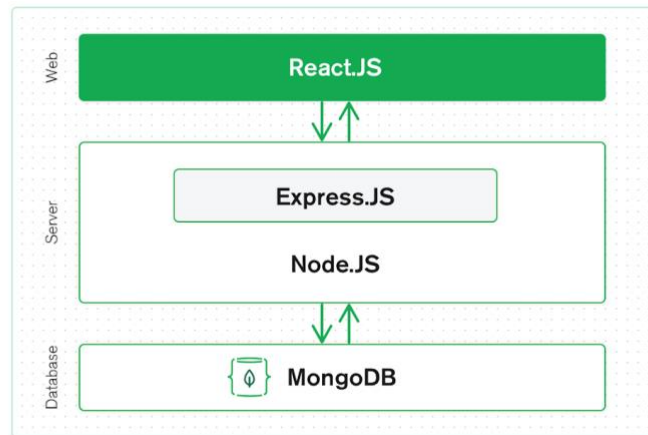 Web
React.JS
Server
Express.JS
Node.JS
Database
MongoDB